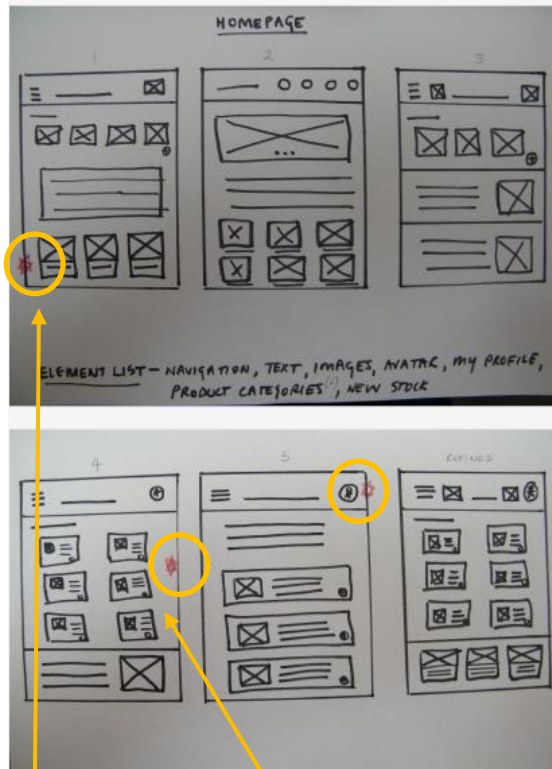 HOMEPAGE
1
2
3
ELEMENT LIST - NAVIGATION, TEXT, IMAGES, AVATAR, MY PROFILE,
PRODUCT CATEGORIES, NEW STOCK
4
5
REFINED